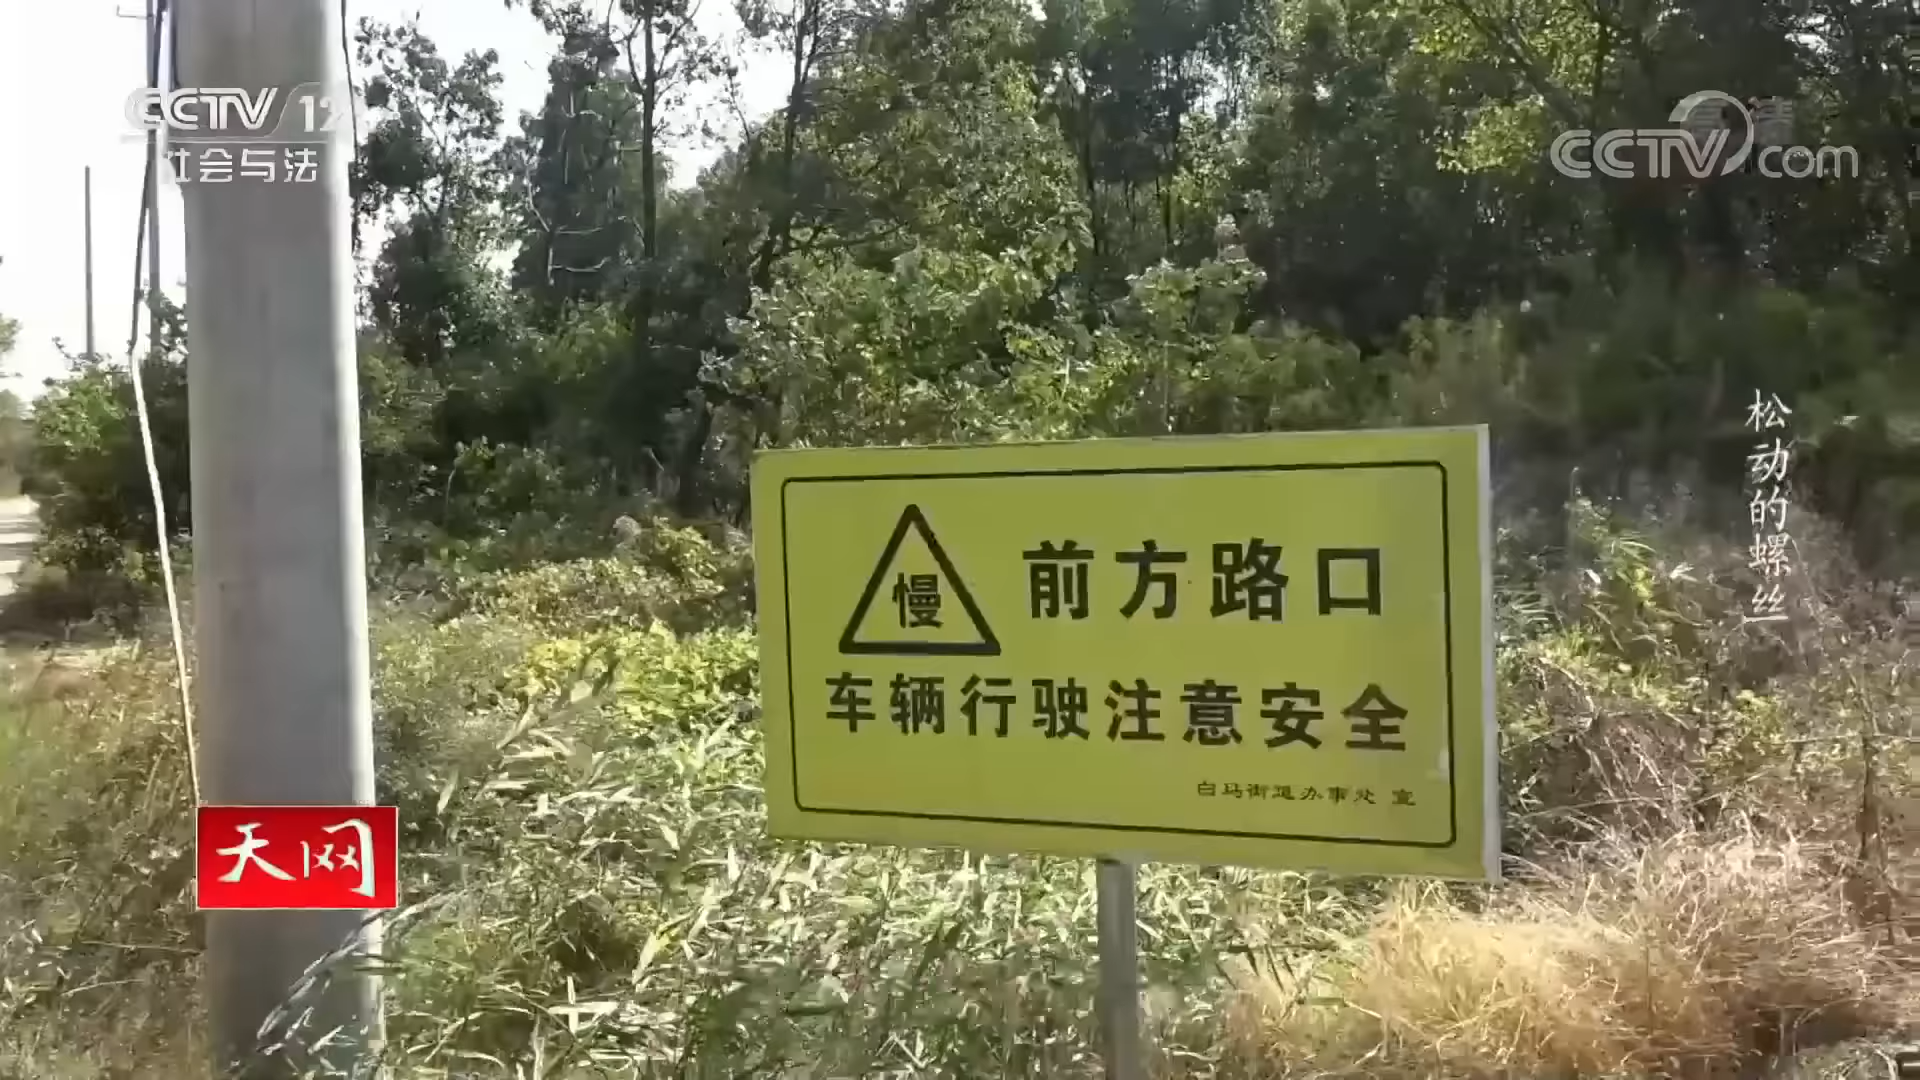 CCTV 12
社会与法
CCTV.com
松动的螺丝
慢
前方路口
车辆行驶注意安全
白马街道办事处 宣
天网